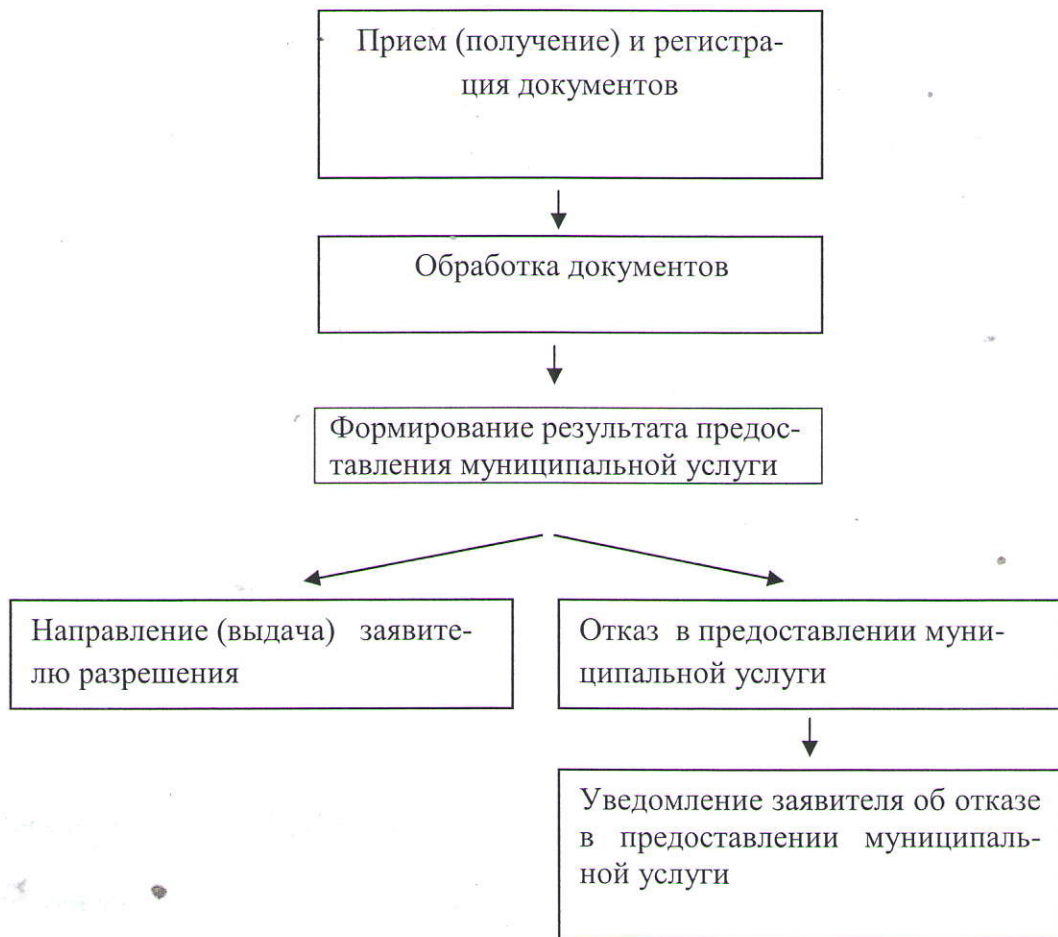 Прием (получение) и регистра-
ция документов
Обработка документов
Формирование результата предос-
тавления муниципальной услуги
Направление (выдача) заявите-
лю разрешения
Отказ в предоставлении муни-
ципальной услуги
Уведомление заявителя об отказе
в предоставлении муниципаль-
ной услуги